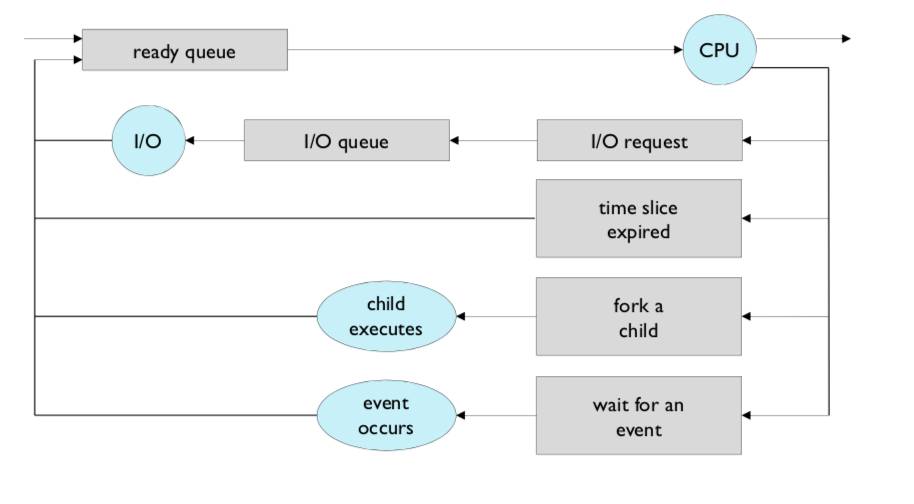 ready queue
CPU
I/O
I/O queue
I/O request
time slice
expired
child
executes
fork a
child
event
occurs
wait for an
event